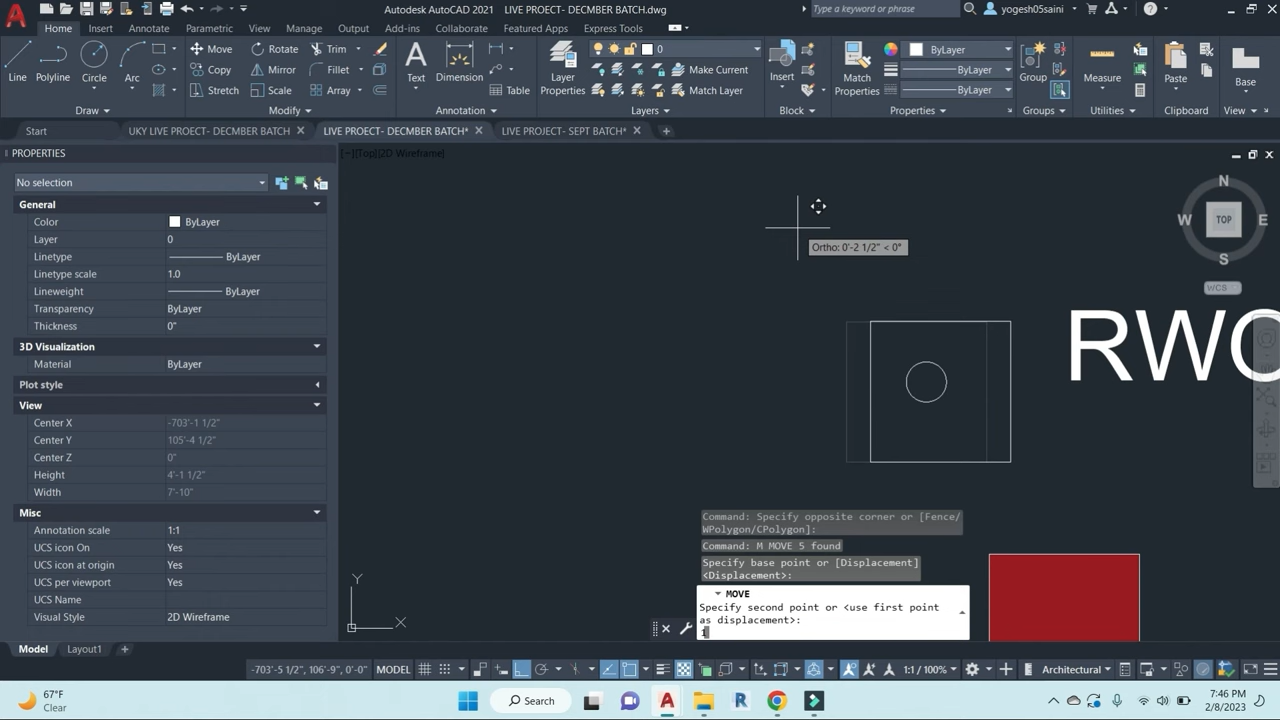 Autodesk AutoCAD 2021 LIVE PROECT- DECMBER BATCH.dwg
Type a keyword or phrase
yogesh05saini
Home Insert Annotate Parametric View Manage Output Add-ins Collaborate Express Tools Featured Apps
Line Polyline Circle Arc
Move Rotate Trim
Copy Mirror Fillet
Stretch Scale Array
Text Dimension Table
Layer Properties
0
Make Current
Match Layer
Insert
Match Properties
ByLayer
ByLayer
ByLayer
Group
Measure
Paste
Base
Draw Modify Annotation Layers Block Properties Groups Utilities Clipboard View
Start UKY LIVE PROECT- DECMBER BATCH LIVE PROECT- DECMBER BATCH* LIVE PROECT- SEPT BATCH*
PROPERTIES
No selection
General
Color ByLayer
Layer 0
Linetype ByLayer
Linetype scale 1.0
Lineweight ByLayer
Transparency ByLayer
Thickness 0"
3D Visualization
Material ByLayer
Plot style
View
Center X -703'-1 1/2"
Center Y 105'-4 1/2"
Center Z 0"
Height 4'-1 1/2"
Width 7'-10"
Misc
Annotation scale 1:1
UCS icon On Yes
UCS icon at origin Yes
UCS per viewport Yes
UCS Name
Visual Style 2D Wireframe
[−][Top][2D Wireframe]
N
W TOP E
S
WCS
Ortho: 0'-2 1/2" < 0°
RWO
Command: Specify opposite corner or [Fence/
WPolygon/CPolygon]:
Command: M MOVE 5 found
Specify base point or [Displacement]
<Displacement>:
MOVE
Specify second point or <use first point
as displacement>:
1
Y
X
Model Layout1
-703'-5 1/2", 106'-9", 0'-0" MODEL 1:1 / 100% Architectural
67°F
Clear
Search
7:46 PM
2/8/2023